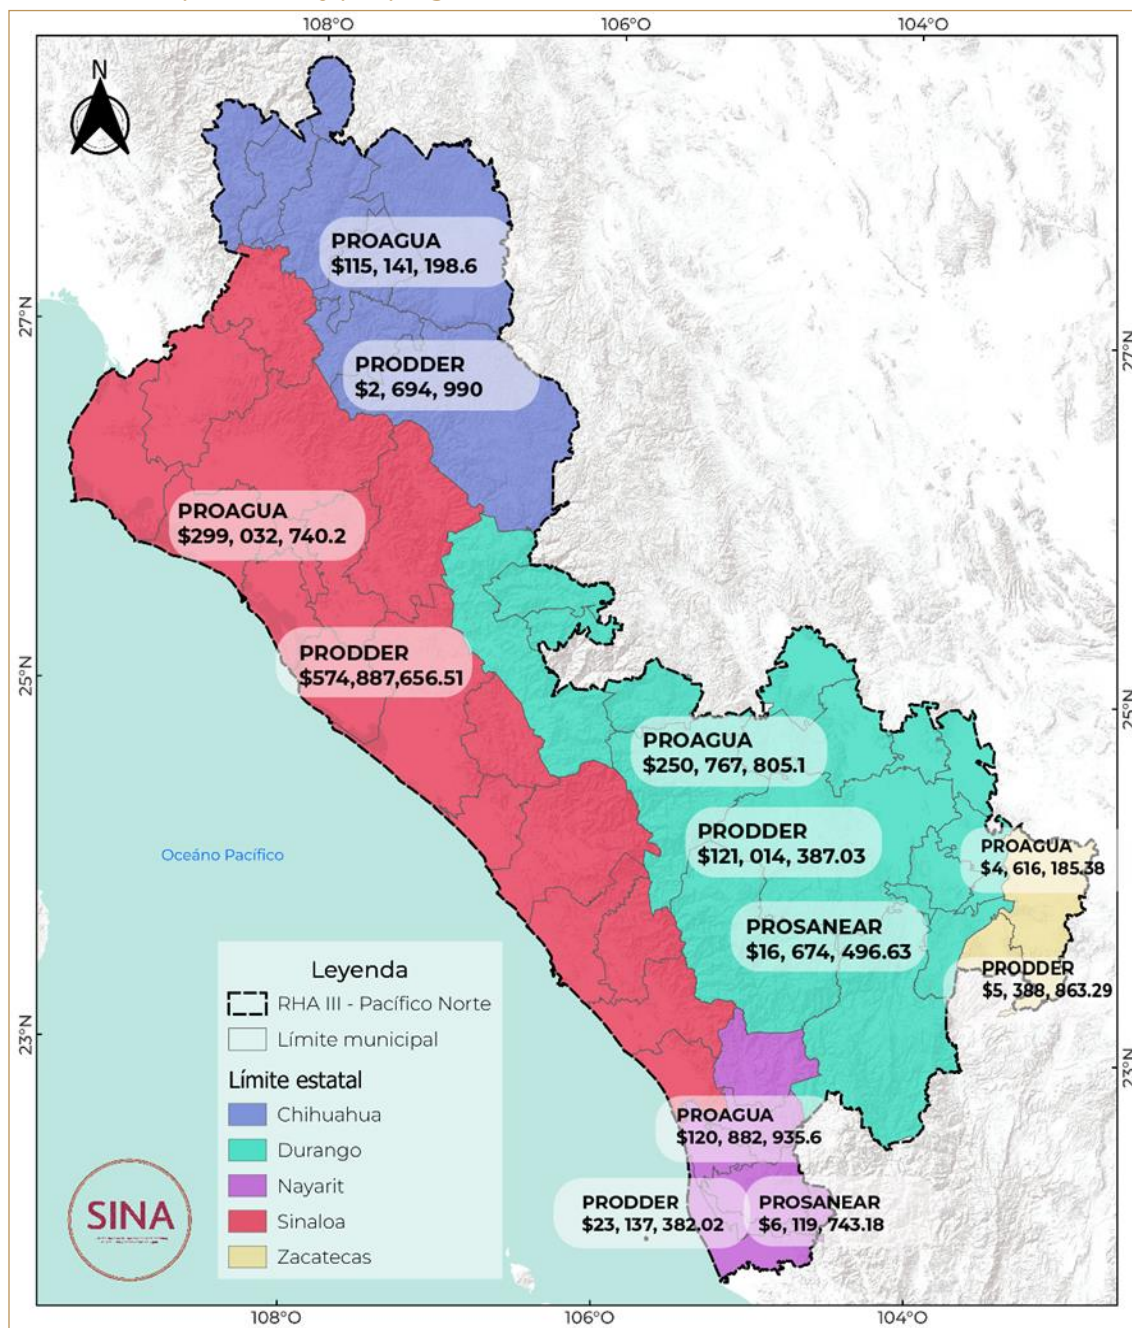 108°O 106°O 104°O
N
PROAGUA
$115, 141, 198.6
27°N
27°N
PRODDER
$2, 694, 990
PROAGUA
$299, 032, 740.2
PRODDER
$574,887,656.51
25°N
25°N
PROAGUA
$250, 767, 805.1
PRODDER
$121, 014, 387.03
PROAGUA
$4, 616, 185.38
Oceáno Pacífico
PROSANEAR
$16, 674, 496.63
PRODDER
$5, 388, 863.29
23°N
23°N
PROAGUA
$120, 882, 935.6
PRODDER
$23, 137, 382.02
PROSANEAR
$6, 119, 743.18
Leyenda
RHA III - Pacífico Norte
Límite municipal
Límite estatal
Chihuahua
Durango
Nayarit
Sinaloa
Zacatecas
SINA
108°O 106°O 104°O